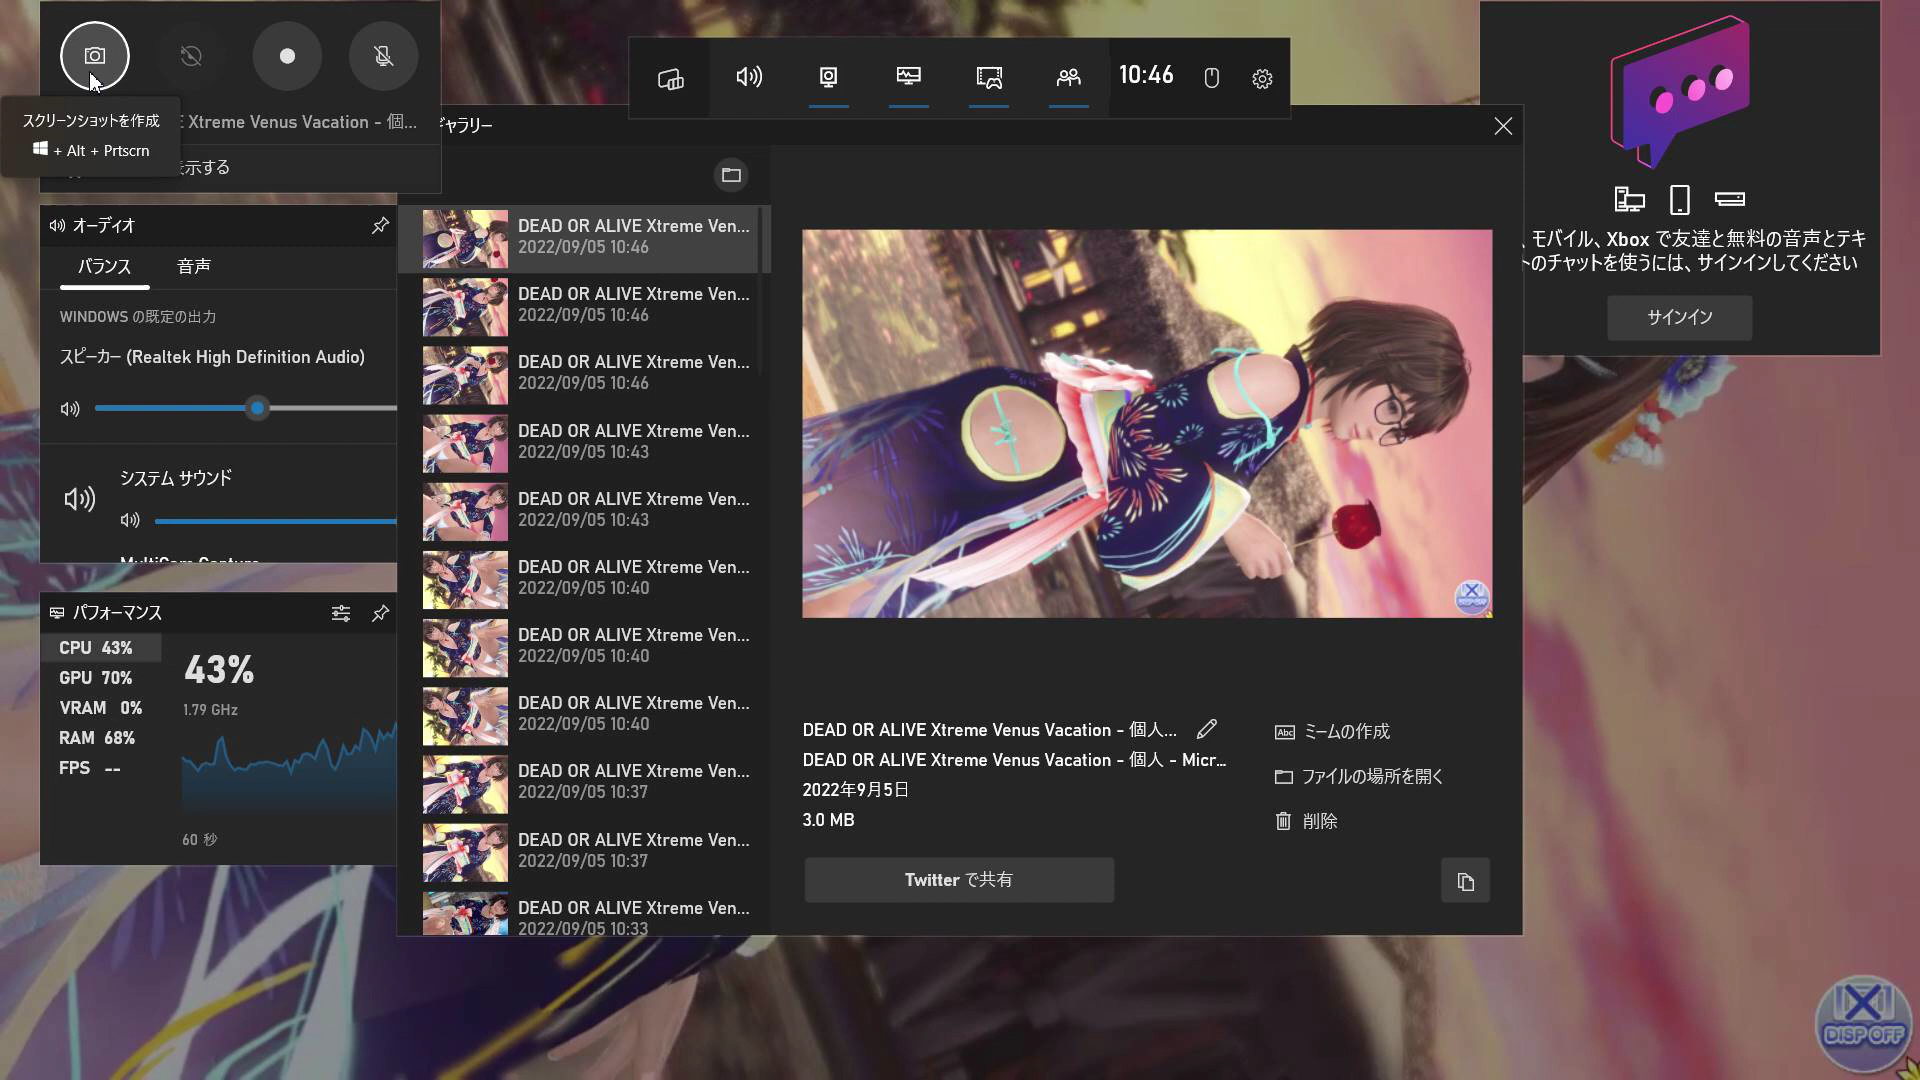 スクリーンショットを作成
+ Alt + Prtscrn
E Xtreme Venus Vacation - 個...
表示する
オーディオ
バランス
音声
WINDOWS の既定の出力
スピーカー (Realtek High Definition Audio)
システム サウンド
MultiCam Capture
パフォーマンス
CPU 43%
GPU 70%
VRAM 0%
RAM 68%
FPS --
43%
1.79 GHz
60 秒
10:46
ギャラリー
DEAD OR ALIVE Xtreme Ven...
2022/09/05 10:46
DEAD OR ALIVE Xtreme Ven...
2022/09/05 10:46
DEAD OR ALIVE Xtreme Ven...
2022/09/05 10:46
DEAD OR ALIVE Xtreme Ven...
2022/09/05 10:43
DEAD OR ALIVE Xtreme Ven...
2022/09/05 10:43
DEAD OR ALIVE Xtreme Ven...
2022/09/05 10:40
DEAD OR ALIVE Xtreme Ven...
2022/09/05 10:40
DEAD OR ALIVE Xtreme Ven...
2022/09/05 10:40
DEAD OR ALIVE Xtreme Ven...
2022/09/05 10:37
DEAD OR ALIVE Xtreme Ven...
2022/09/05 10:37
DEAD OR ALIVE Xtreme Ven...
2022/09/05 10:33
DISP OFF
DEAD OR ALIVE Xtreme Venus Vacation - 個人...
DEAD OR ALIVE Xtreme Venus Vacation - 個人 - Micr...
2022年9月5日
3.0 MB
Abc ミームの作成
ファイルの場所を開く
削除
Twitter で共有
、モバイル、Xbox で友達と無料の音声とテキ
トのチャットを使うには、サインインしてください
サインイン
DISP OFF